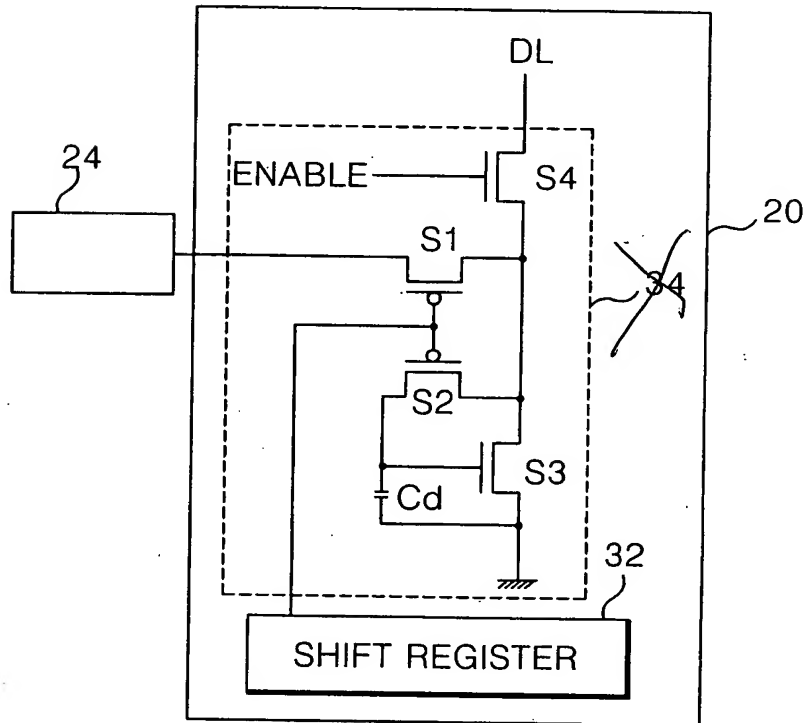 DL
24
ENABLE
S4
20
S1
34
S2
S3
Cd
32
SHIFT REGISTER